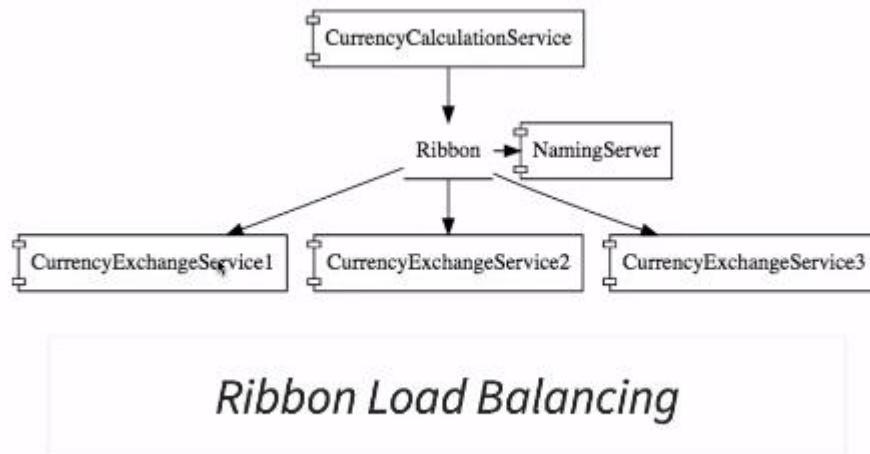 CurrencyCalculationService
Ribbon
NamingServer
CurrencyExchangeService1
CurrencyExchangeService2
CurrencyExchangeService3
Ribbon Load Balancing